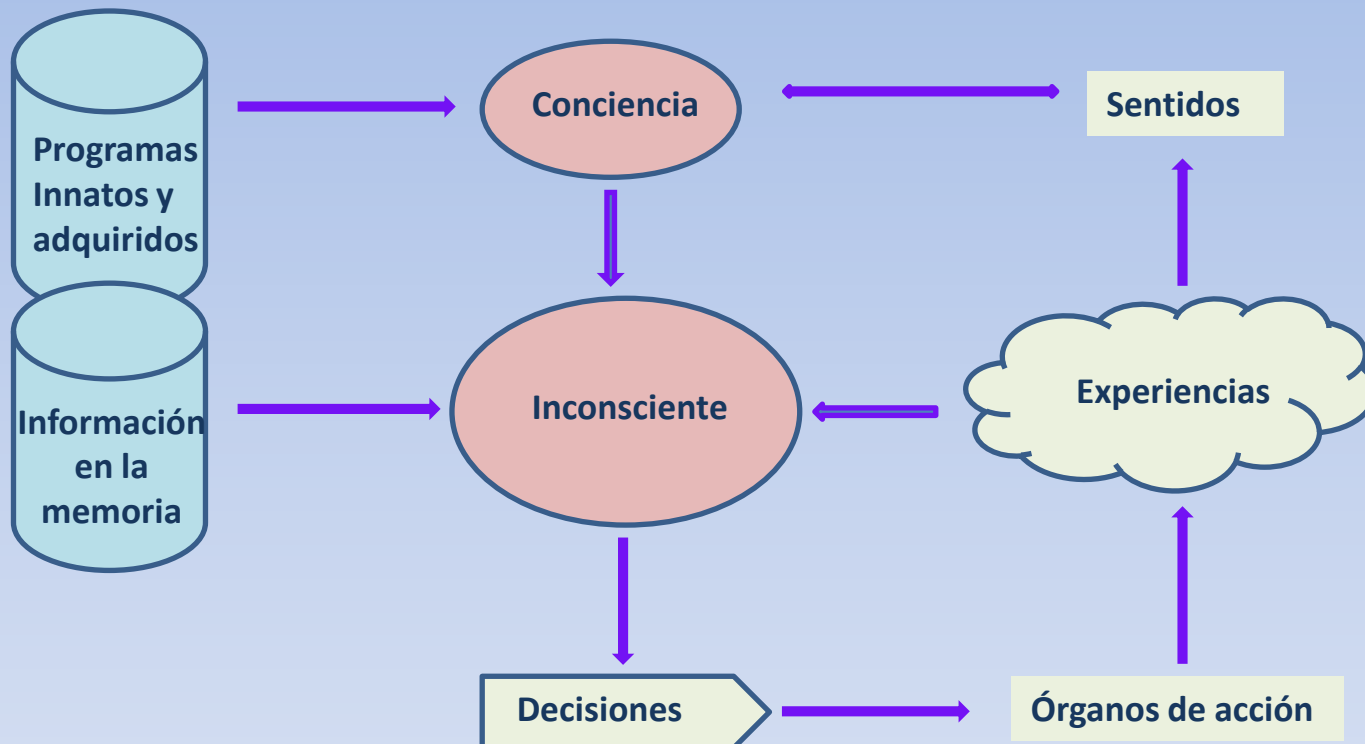 Conciencia
Sentidos
Programas
Innatos y
adquiridos
Inconsciente
Experiencias
Información
en la
memoria
Decisiones
Órganos de acción